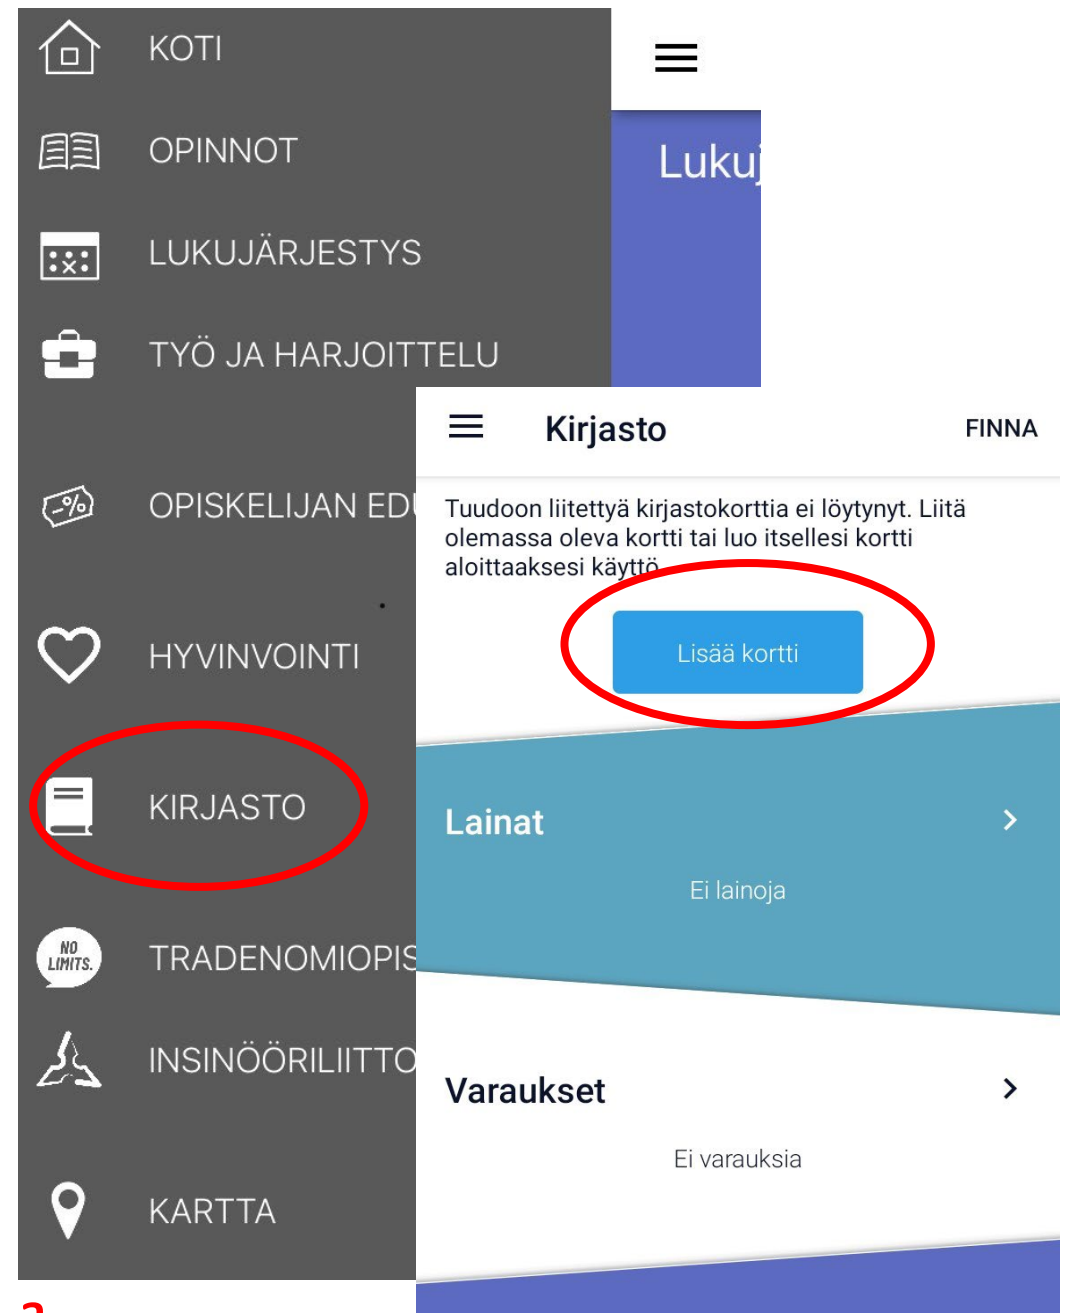 KOTI
OPINNOT
LUKUJÄRJESTYS
TYÖ JA HARJOITTELU
OPISKELIJAN EDU
HYVINVOINTI
KIRJASTO
NO
LIMITS.
TRADENOMIOPIS
INSINÖÖRILIITTO
KARTTA
Lukuj
Kirjasto
FINNA
Tuudoon liitettyä kirjastokorttia ei löytynyt. Liitä
olemassa oleva kortti tai luo itsellesi kortti
aloittaaksesi käyttö
Lisää kortti
Lainat
Ei lainoja
Varaukset
Ei varauksia